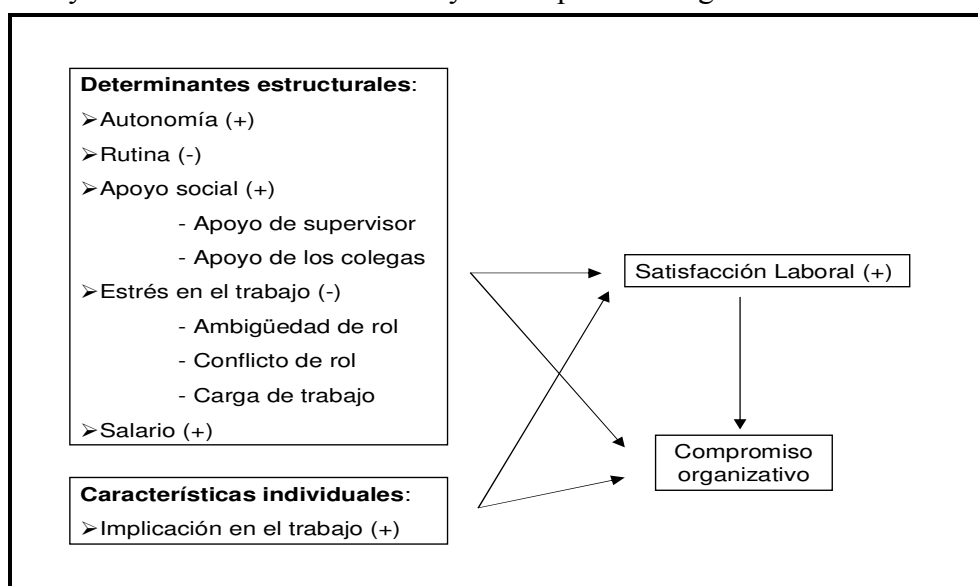 Determinantes estructurales:
➢Autonomía (+)
➢Rutina (-)
➢Apoyo social (+)
- Apoyo de supervisor
- Apoyo de los colegas
➢Estrés en el trabajo (-)
- Ambigüedad de rol
- Conflicto de rol
- Carga de trabajo
➢Salario (+)
Características individuales:
➢Implicación en el trabajo (+)
Satisfacción Laboral (+)
Compromiso
organizativo